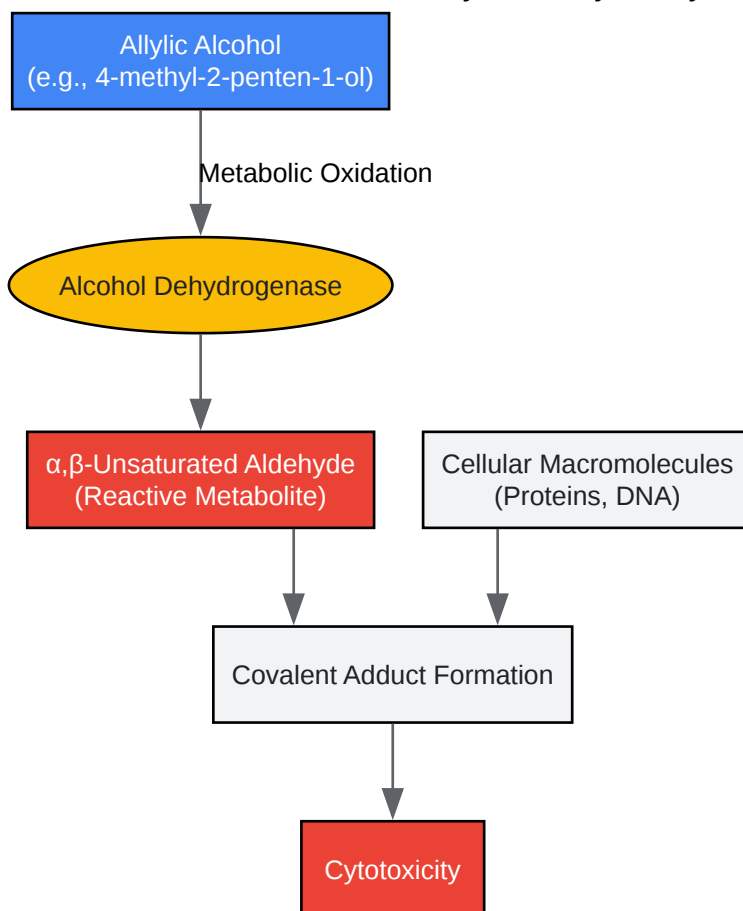 Allylic Alcohol
(e.g., 4-methyl-2-penten-1-ol)
Metabolic Oxidation
Alcohol Dehydrogenase
α,β-Unsaturated Aldehyde
(Reactive Metabolite)
Cellular Macromolecules
(Proteins, DNA)
Covalent Adduct Formation
Cytotoxicity